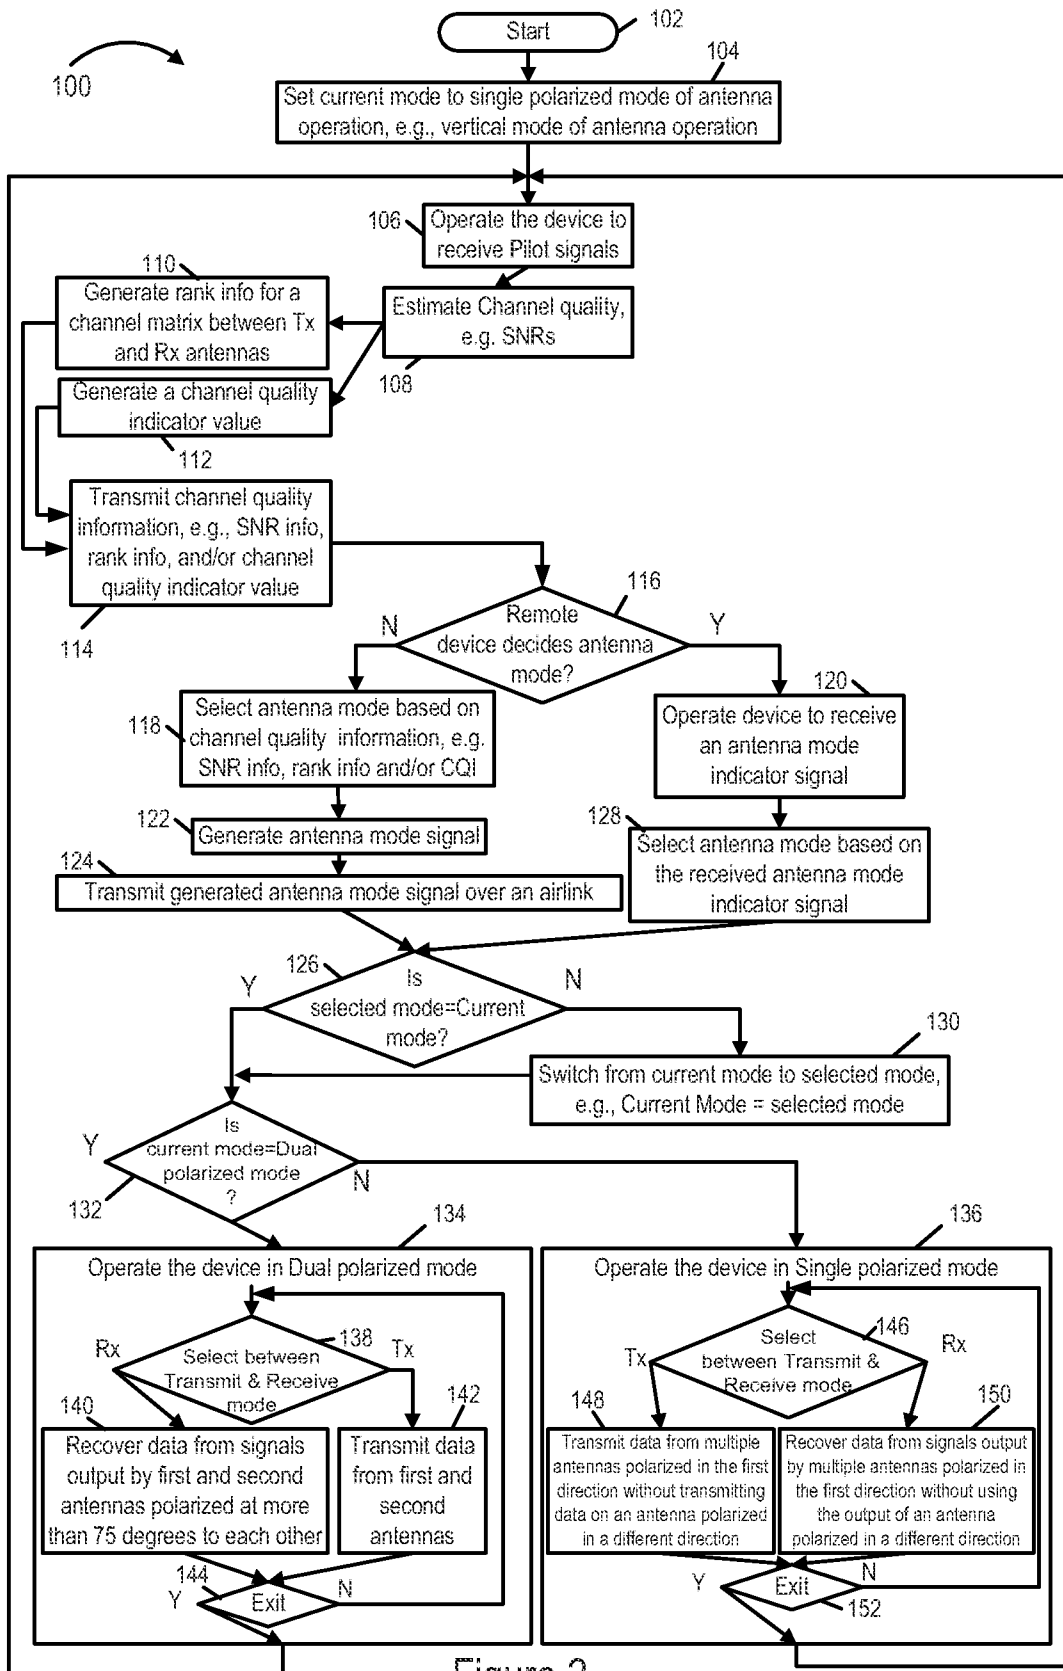 Start
102
100
104
Set current mode to single polarized mode of antenna
operation, e.g., vertical mode of antenna operation
106
Operate the device to
receive Pilot signals
110
Generate rank info for a
channel matrix between Tx
and Rx antennas
Estimate Channel quality,
e.g. SNRs
108
Generate a channel quality
indicator value
112
Transmit channel quality
information, e.g., SNR info,
rank info, and/or channel
quality indicator value
114
116
N
Remote
device decides antenna
mode?
Y
118
Select antenna mode based on
channel quality information, e.g.
SNR info, rank info and/or CQI
120
Operate device to receive
an antenna mode
indicator signal
122
Generate antenna mode signal
128
Select antenna mode based on
the received antenna mode
indicator signal
124
Transmit generated antenna mode signal over an airlink
126
Y
Is
selected mode=Current
mode?
N
130
Switch from current mode to selected mode,
e.g., Current Mode = selected mode
Y
Is
current mode=Dual
polarized mode
?
N
132
134
136
Operate the device in Dual polarized mode
Operate the device in Single polarized mode
138
Rx
Select between
Transmit & Receive
mode
Tx
146
Tx
Select
between Transmit &
Receive mode
Rx
140
142
148
150
Recover data from signals
output by first and second
antennas polarized at more
than 75 degrees to each other
Transmit data
from first and
second
antennas
Transmit data from multiple
antennas polarized in the first
direction without transmitting
data on an antenna polarized
in a different direction
Recover data from signals output
by multiple antennas polarized in
the first direction without using
the output of an antenna
polarized in a different direction
144
Y
Exit
N
Y
Exit
N
152
Figure 2